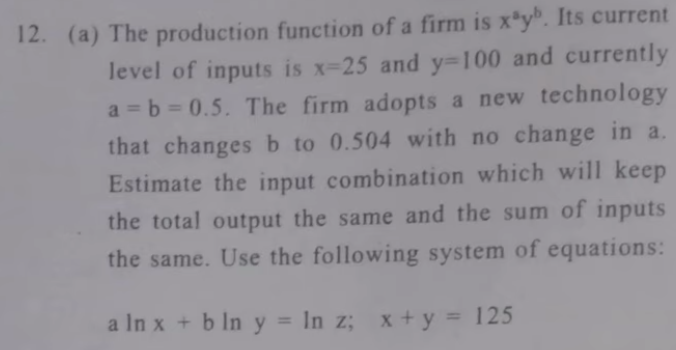 12. (a) The production function of a firm is xᵃyᵇ. Its current
level of inputs is x=25 and y=100 and currently
a = b = 0.5. The firm adopts a new technology
that changes b to 0.504 with no change in a.
Estimate the input combination which will keep
the total output the same and the sum of inputs
the same. Use the following system of equations:
a ln x + b ln y = ln z; x + y = 125